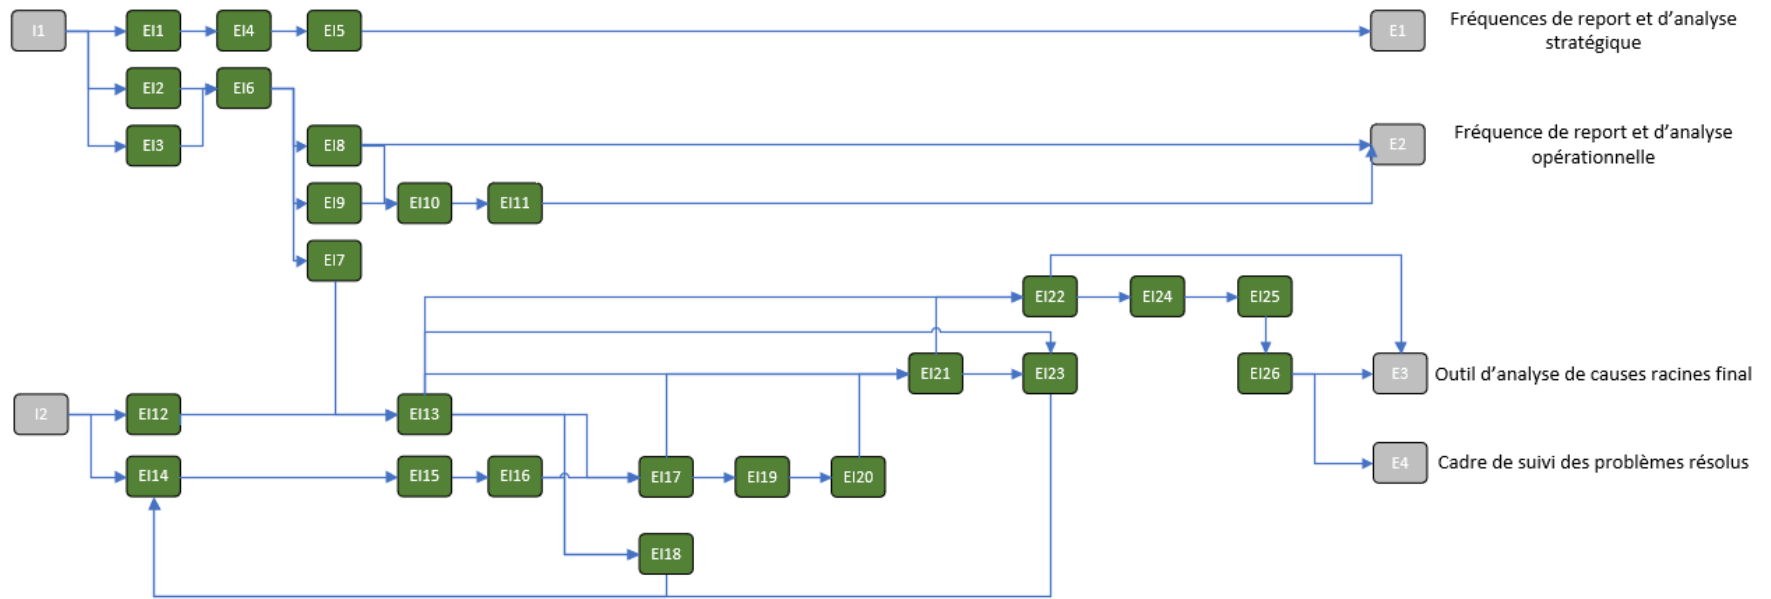 I1
EI1
EI4
EI5
E1
Fréquences de report et d’analyse
stratégique
EI2
EI6
EI3
EI8
E2
Fréquence de report et d’analyse
opérationnelle
EI9
EI10
EI11
EI7
EI22
EI24
EI25
EI21
EI23
EI26
E3
Outil d’analyse de causes racines final
I2
EI12
EI13
EI14
EI15
EI16
EI17
EI19
EI20
E4
Cadre de suivi des problèmes résolus
EI18